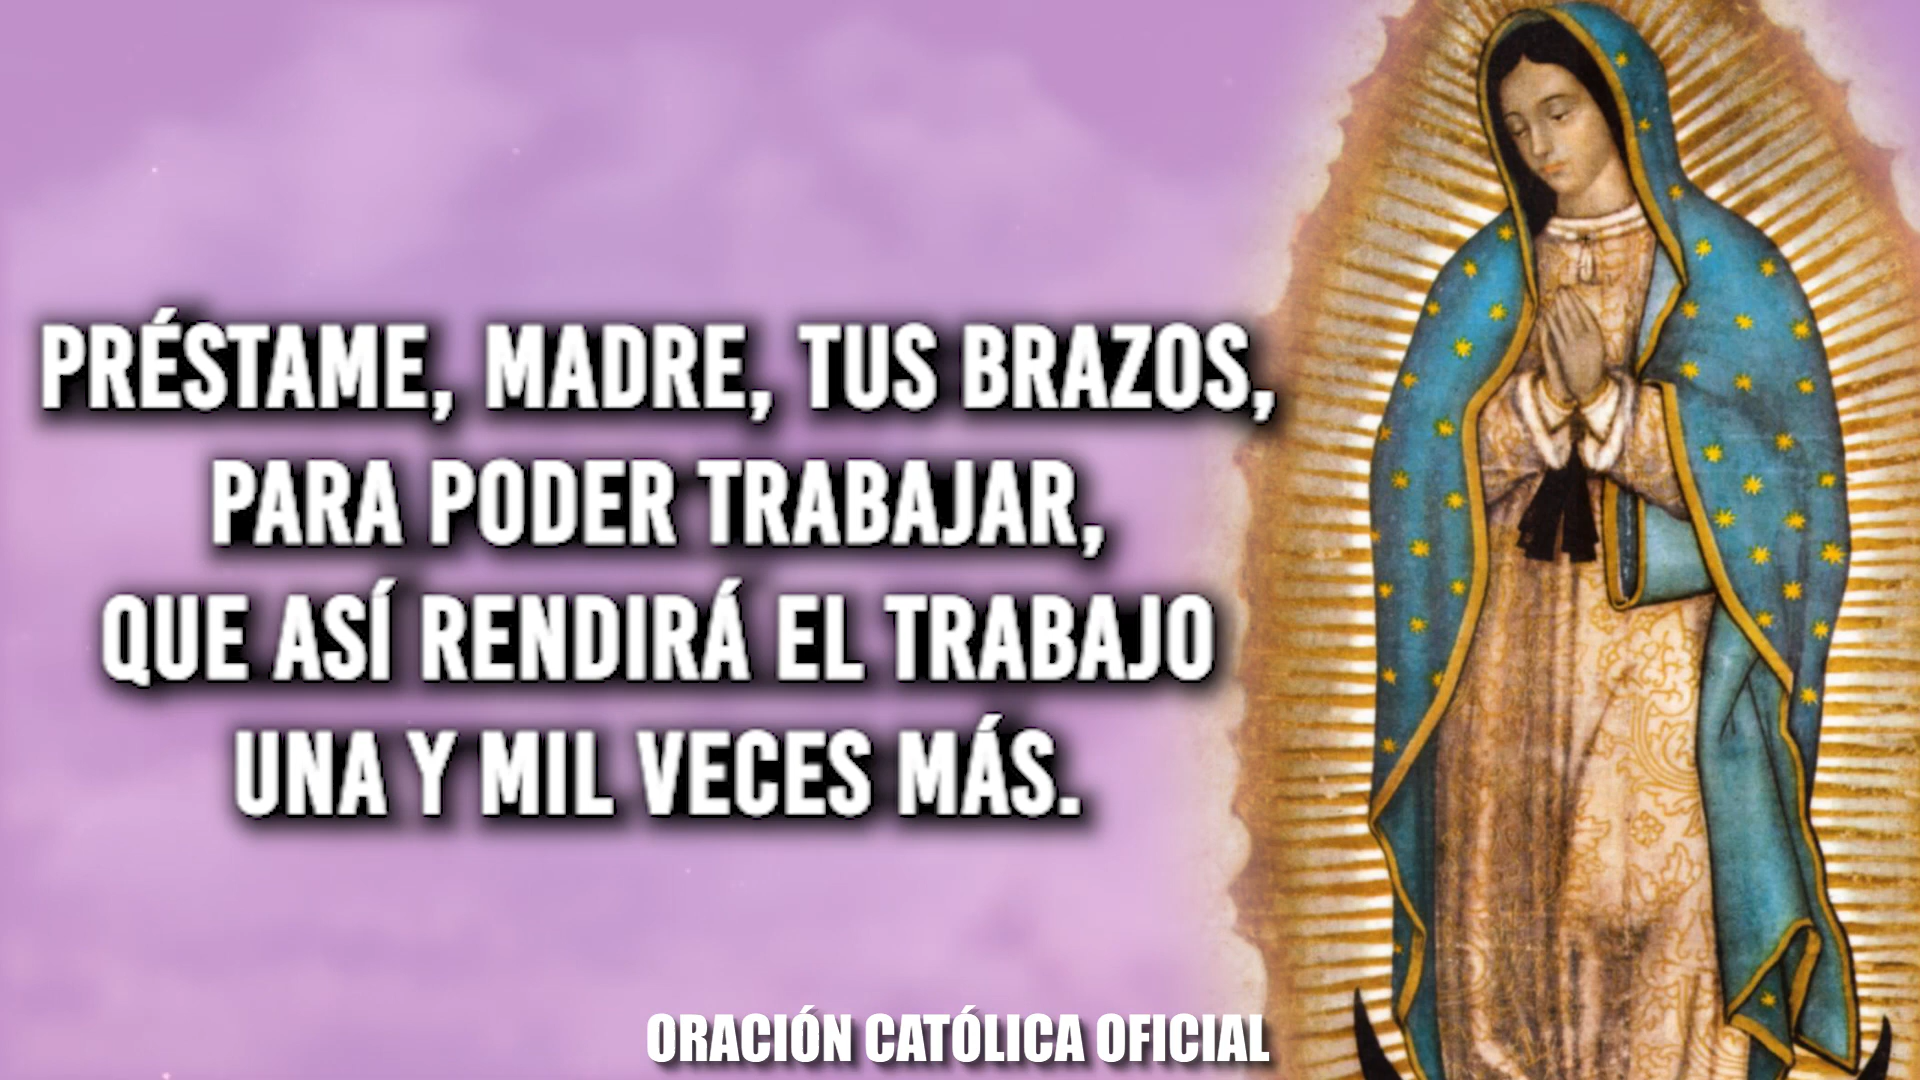 PRÉSTAME, MADRE, TUS BRAZOS,
PARA PODER TRABAJAR,
QUE ASÍ RENDIRÁ EL TRABAJO
UNA Y MIL VECES MÁS.
ORACIÓN CATÓLICA OFICIAL